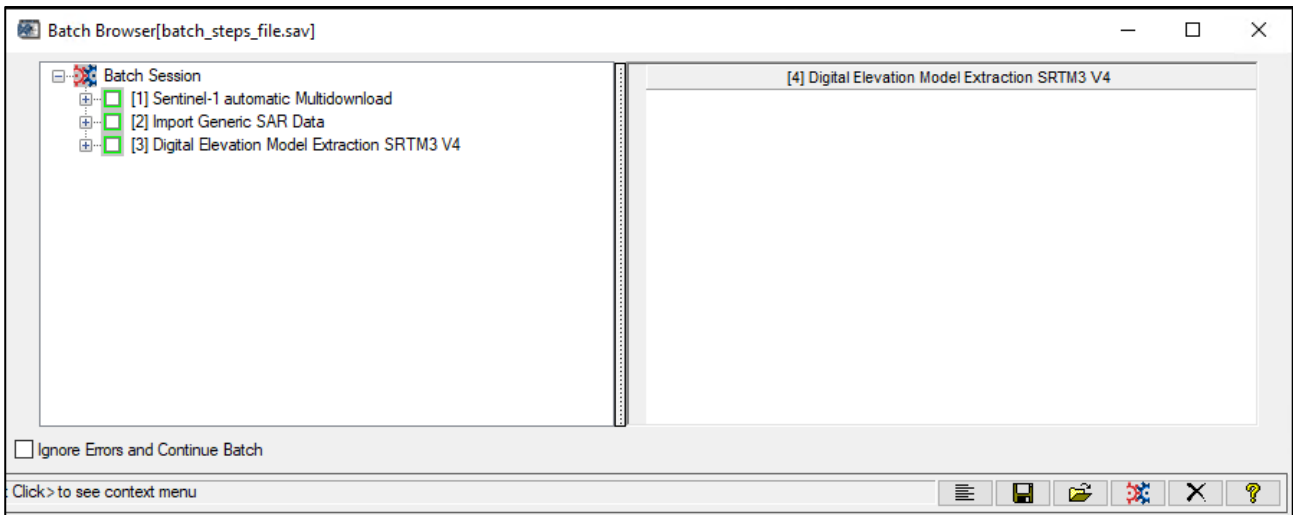 Batch Browser[batch_steps_file.sav]
Batch Session
[1] Sentinel-1 automatic Multidownload
[2] Import Generic SAR Data
[3] Digital Elevation Model Extraction SRTM3 V4
[4] Digital Elevation Model Extraction SRTM3 V4
Ignore Errors and Continue Batch
Click> to see context menu